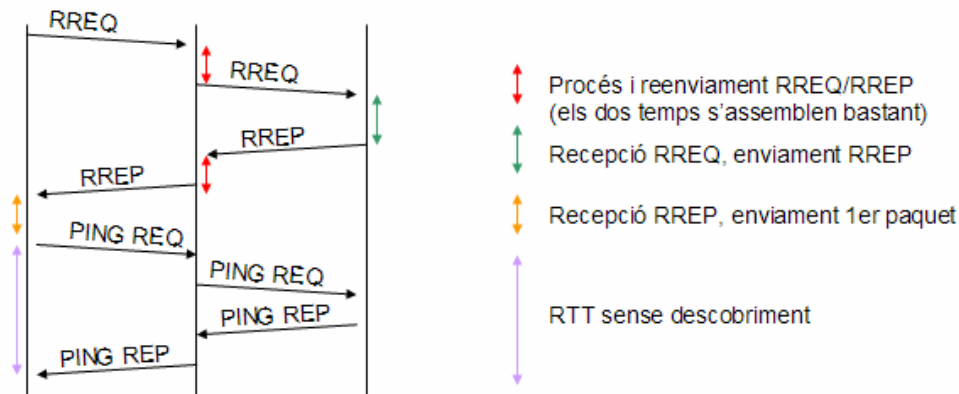 RREQ
RREQ
RREP
RREP
PING REQ
PING REQ
PING REP
PING REP
Procés i reenviament RREQ/RREP
(els dos temps s'assemblen bastant)
Recepció RREQ, enviament RREP
Recepció RREP, enviament 1er paquet
RTT sense descobriment